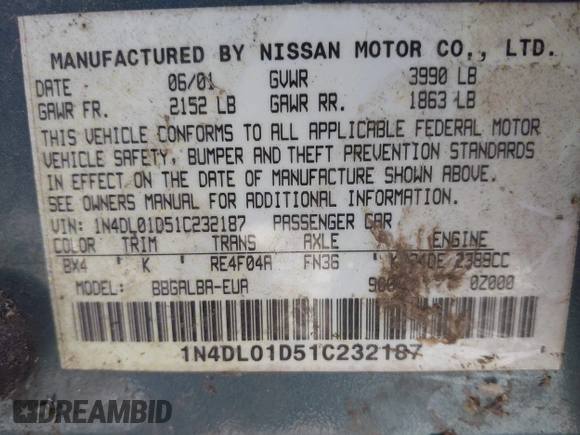 MANUFACTURED BY NISSAN MOTOR CO., LTD.
DATE 06/01 GVWR 3990 LB
GAWR FR. 2152 LB GAWR RR. 1863 LB
THIS VEHICLE CONFORMS TO ALL APPLICABLE FEDERAL MOTOR
VEHICLE SAFETY, BUMPER AND THEFT PREVENTION STANDARDS
IN EFFECT ON THE DATE OF MANUFACTURE SHOWN ABOVE.
SEE OWNERS MANUAL FOR ADDITIONAL INFORMATION.
VIN: 1N4DL01D51C232187 PASSENGER CAR
COLOR TRIM TRANS AXLE ENGINE
BX4 ' K ' RE4F04A FN36 2389CC
MODEL: BBGALBA-EUA 0Z000
1N4DL01D51C232187
DREAMBID